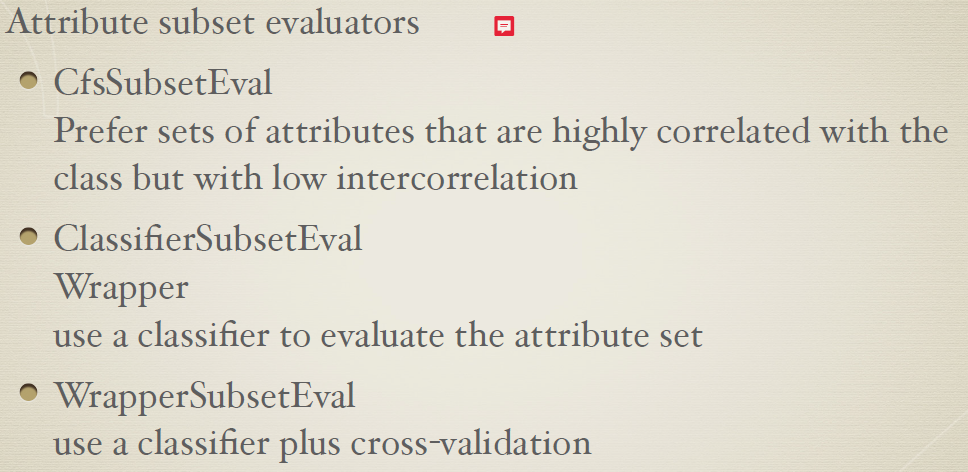 Attribute subset evaluators
CfsSubsetEval
Prefer sets of attributes that are highly correlated with the
class but with low intercorrelation
ClassifierSubsetEval
Wrapper
use a classifier to evaluate the attribute set
WrapperSubsetEval
use a classifier plus cross-validation